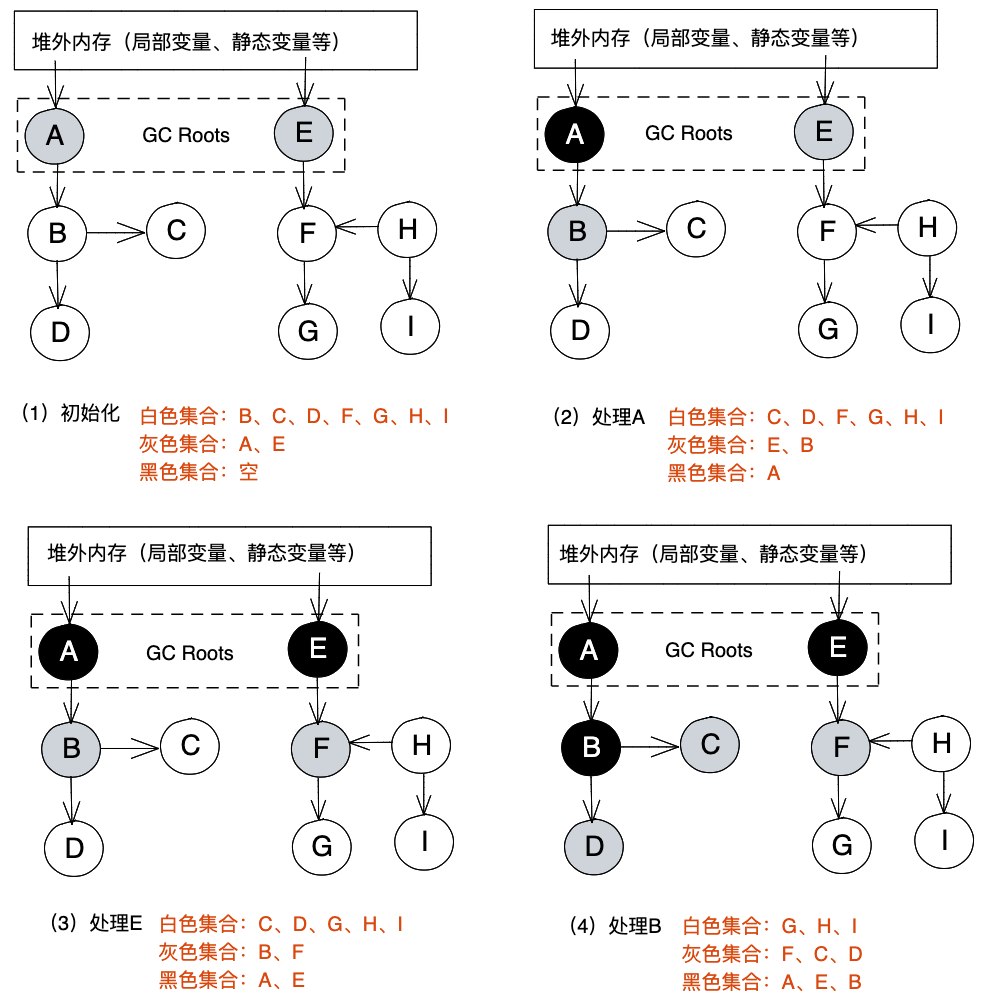 堆外内存（局部变量、静态变量等）
A GC Roots E
B C F H
D G I
（1）初始化 白色集合：B、C、D、F、G、H、I
灰色集合：A、E
黑色集合：空
堆外内存（局部变量、静态变量等）
A GC Roots E
B C F H
D G I
（2）处理A 白色集合：C、D、F、G、H、I
灰色集合：E、B
黑色集合：A
堆外内存（局部变量、静态变量等）
A GC Roots E
B C F H
D G I
（3）处理E 白色集合：C、D、G、H、I
灰色集合：B、F
黑色集合：A、E
堆外内存（局部变量、静态变量等）
A GC Roots E
B C F H
D G I
（4）处理B 白色集合：G、H、I
灰色集合：F、C、D
黑色集合：A、E、B